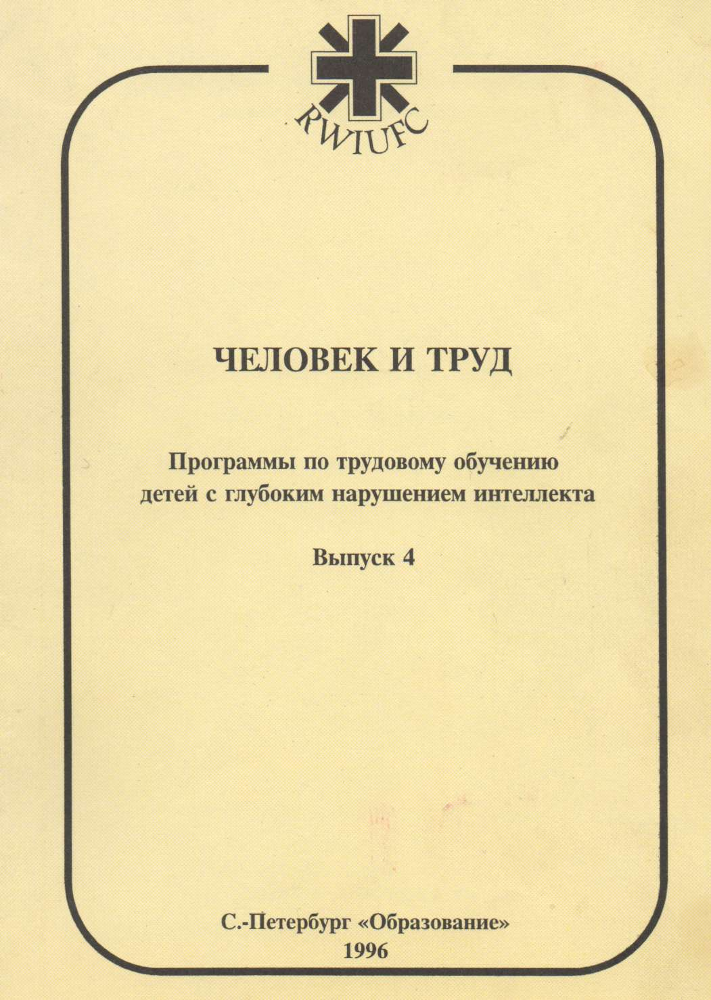 RWIUFC
ЧЕЛОВЕК И ТРУД
Программы по трудовому обучению
детей с глубоким нарушением интеллекта
Выпуск 4
С.-Петербург «Образование»
1996